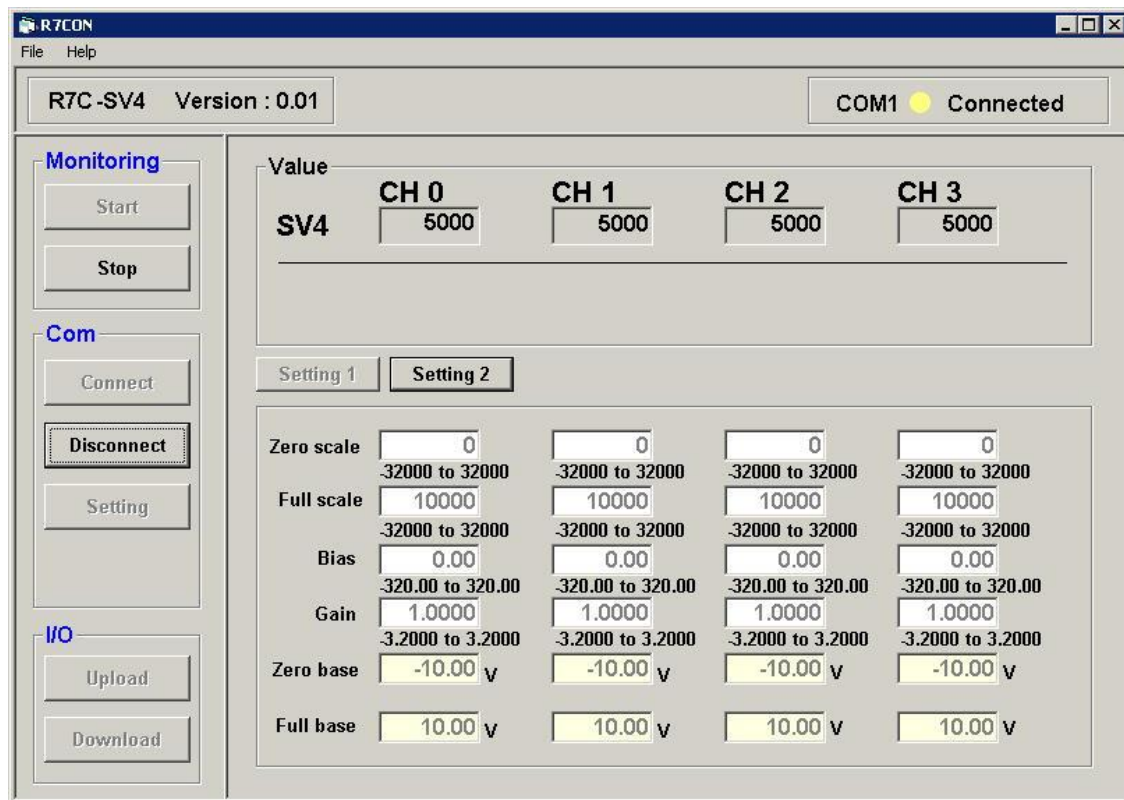 R7CON
File Help
R7C-SV4 Version : 0.01
COM1 Connected
Monitoring
Start
Stop
Com
Connect
Disconnect
Setting
I/O
Upload
Download
Value
CH 0 CH 1 CH 2 CH 3
SV4 5000 5000 5000 5000
Setting 1 Setting 2
Zero scale 0 0 0 0
-32000 to 32000 -32000 to 32000 -32000 to 32000 -32000 to 32000
Full scale 10000 10000 10000 10000
-32000 to 32000 -32000 to 32000 -32000 to 32000 -32000 to 32000
Bias 0.00 0.00 0.00 0.00
-320.00 to 320.00 -320.00 to 320.00 -320.00 to 320.00 -320.00 to 320.00
Gain 1.0000 1.0000 1.0000 1.0000
-3.2000 to 3.2000 -3.2000 to 3.2000 -3.2000 to 3.2000 -3.2000 to 3.2000
Zero base -10.00 V -10.00 V -10.00 V -10.00 V
Full base 10.00 V 10.00 V 10.00 V 10.00 V